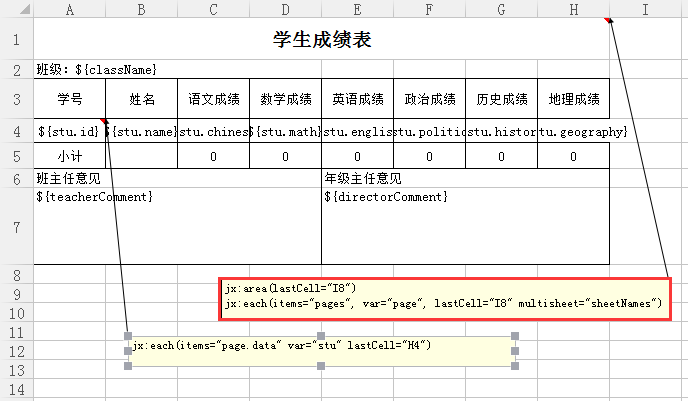 A B C D E F G H I
1 学生成绩表
2 班级：${className}
3 学号 姓名 语文成绩 数学成绩 英语成绩 政治成绩 历史成绩 地理成绩
4 ${stu.id} ${stu.name} stu.chines ${stu.math} stu.englis stu.politic stu.histor tu.geography}
5 小计 0 0 0 0 0 0
6 班主任意见 年级主任意见
7 ${teacherComment} ${directorComment}
8
jx:area(lastCell="I8")
9
jx:each(items="pages", var="page", lastCell="I8" multisheet="sheetNames")
10
11
jx:each(items="page.data" var="stu" lastCell="H4")
12
13
14